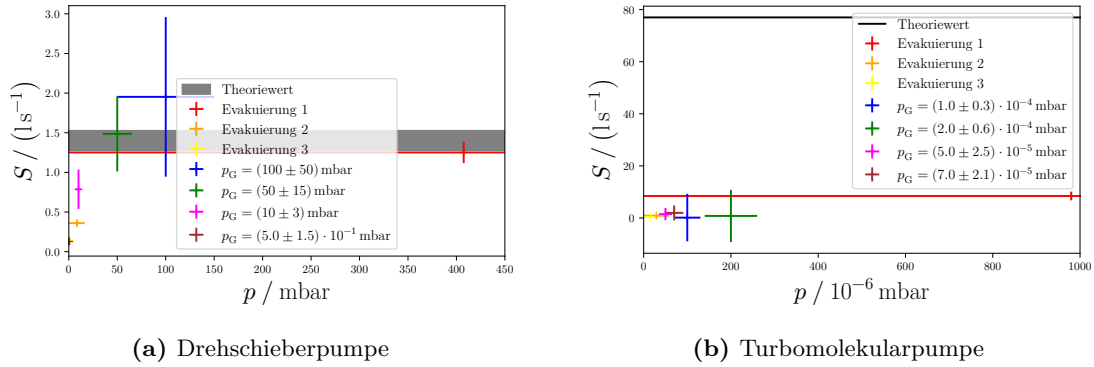 3.0
2.5
2.0
1.5
1.0
0.5
0.0
S / (l s⁻¹)
Theoriewert
Evakuierung 1
Evakuierung 2
Evakuierung 3
p_G = (100 ± 50) mbar
p_G = (50 ± 15) mbar
p_G = (10 ± 3) mbar
p_G = (5.0 ± 1.5) · 10⁻¹ mbar
0 50 100 150 200 250 300 350 400 450
p / mbar
(a) Drehschieberpumpe
80
60
40
20
0
S / (l s⁻¹)
Theoriewert
Evakuierung 1
Evakuierung 2
Evakuierung 3
p_G = (1.0 ± 0.3) · 10⁻⁴ mbar
p_G = (2.0 ± 0.6) · 10⁻⁴ mbar
p_G = (5.0 ± 2.5) · 10⁻⁵ mbar
p_G = (7.0 ± 2.1) · 10⁻⁵ mbar
0 200 400 600 800 1000
p / 10⁻⁶ mbar
(b) Turbomolekularpumpe